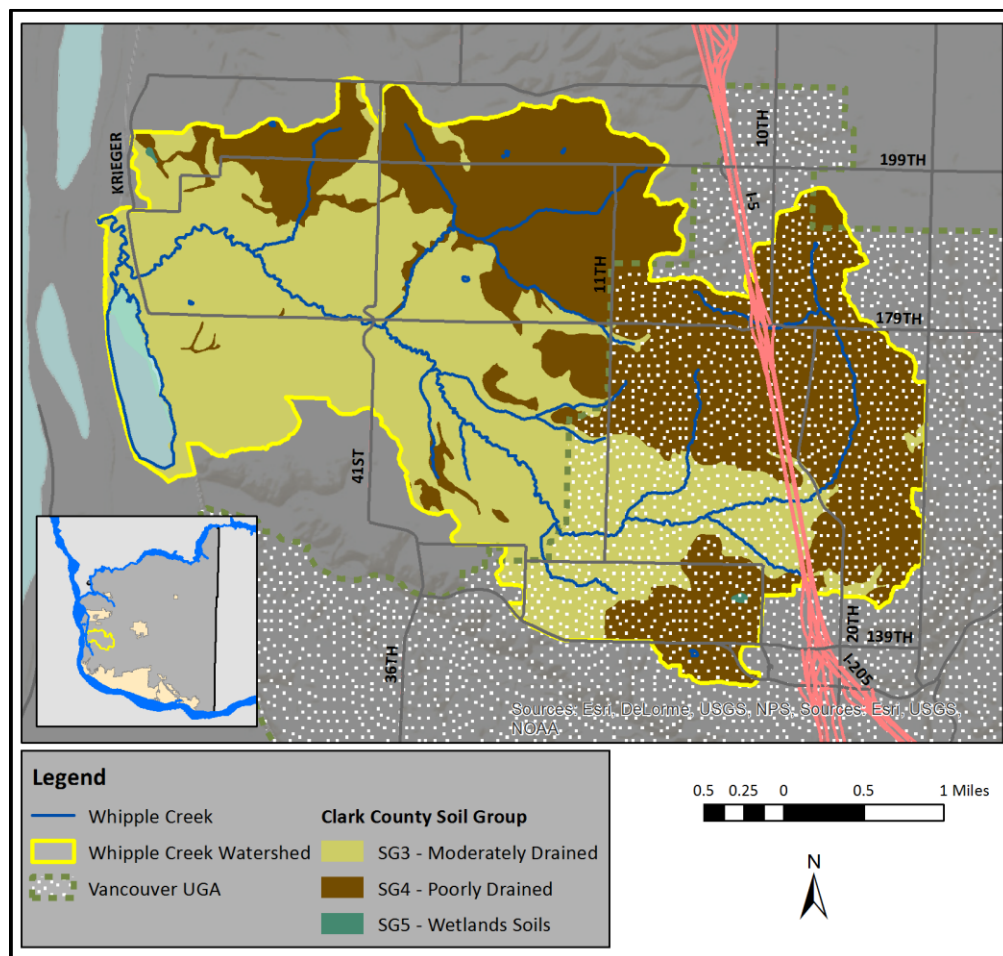 KRIEGER
10TH
199TH
I-5
11TH
179TH
41ST
36TH
20TH
139TH
I-205
Sources: Esri, DeLorme, USGS, NPS, Sources: Esri, USGS,
NOAA
Legend
Whipple Creek
Whipple Creek Watershed
Vancouver UGA
Clark County Soil Group
SG3 - Moderately Drained
SG4 - Poorly Drained
SG5 - Wetlands Soils
0.5 0.25 0 0.5 1 Miles
N